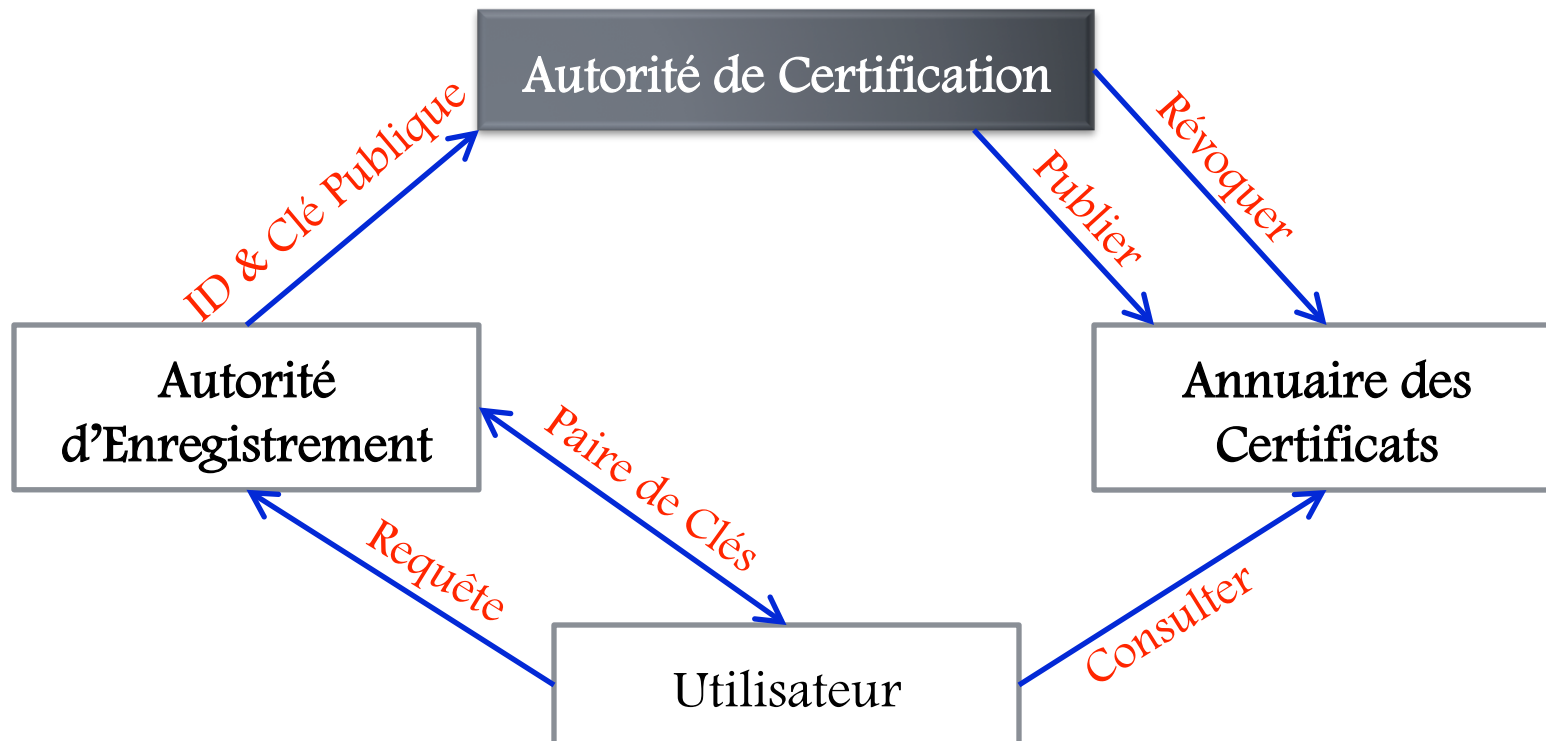 Autorité de Certification
ID & Clé Publique
Publier
Révoquer
Autorité
d’Enregistrement
Annuaire des
Certificats
Paire de Clés
Requête
Consulter
Utilisateur